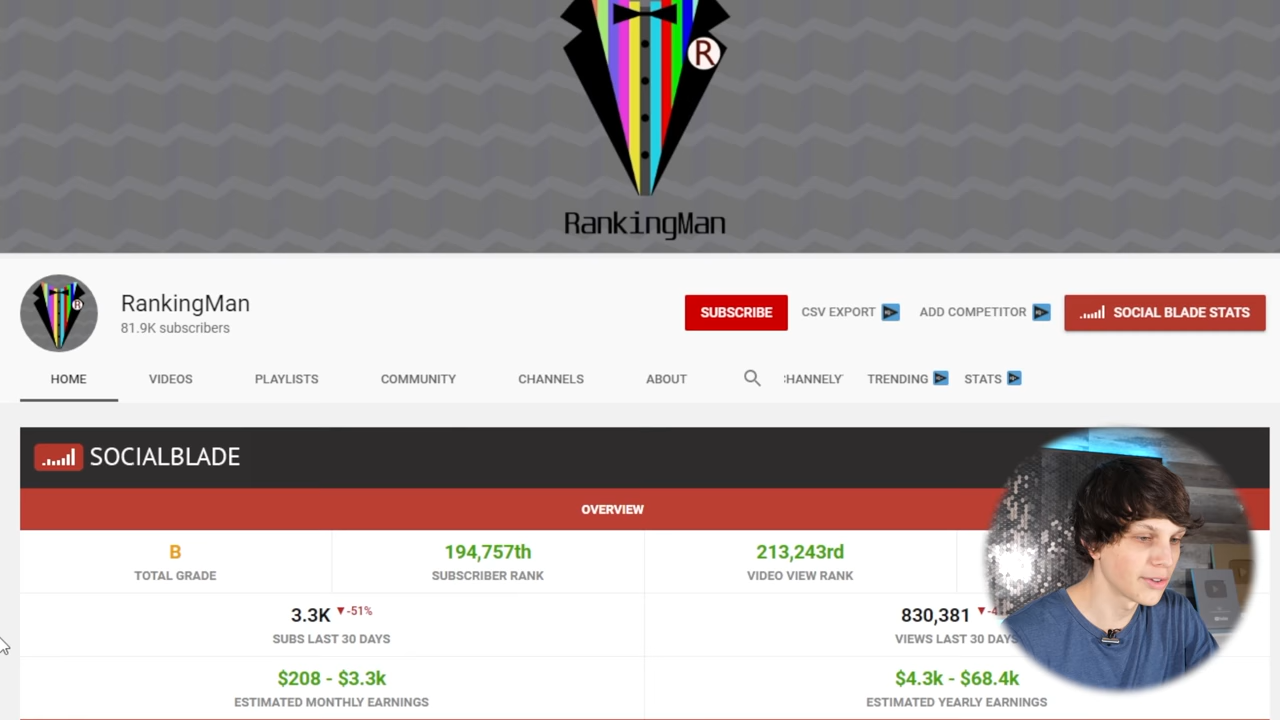 R
RankingMan
RankingMan
81.9K subscribers
SUBSCRIBE
CSV EXPORT
ADD COMPETITOR
SOCIAL BLADE STATS
HOME
VIDEOS
PLAYLISTS
COMMUNITY
CHANNELS
ABOUT
HANNELY
TRENDING
STATS
SOCIALBLADE
OVERVIEW
B
TOTAL GRADE
194,757th
SUBSCRIBER RANK
213,243rd
VIDEO VIEW RANK
3.3K ▼-51%
SUBS LAST 30 DAYS
830,381 ▼-4
VIEWS LAST 30 DAYS
$208 - $3.3k
ESTIMATED MONTHLY EARNINGS
$4.3k - $68.4k
ESTIMATED YEARLY EARNINGS